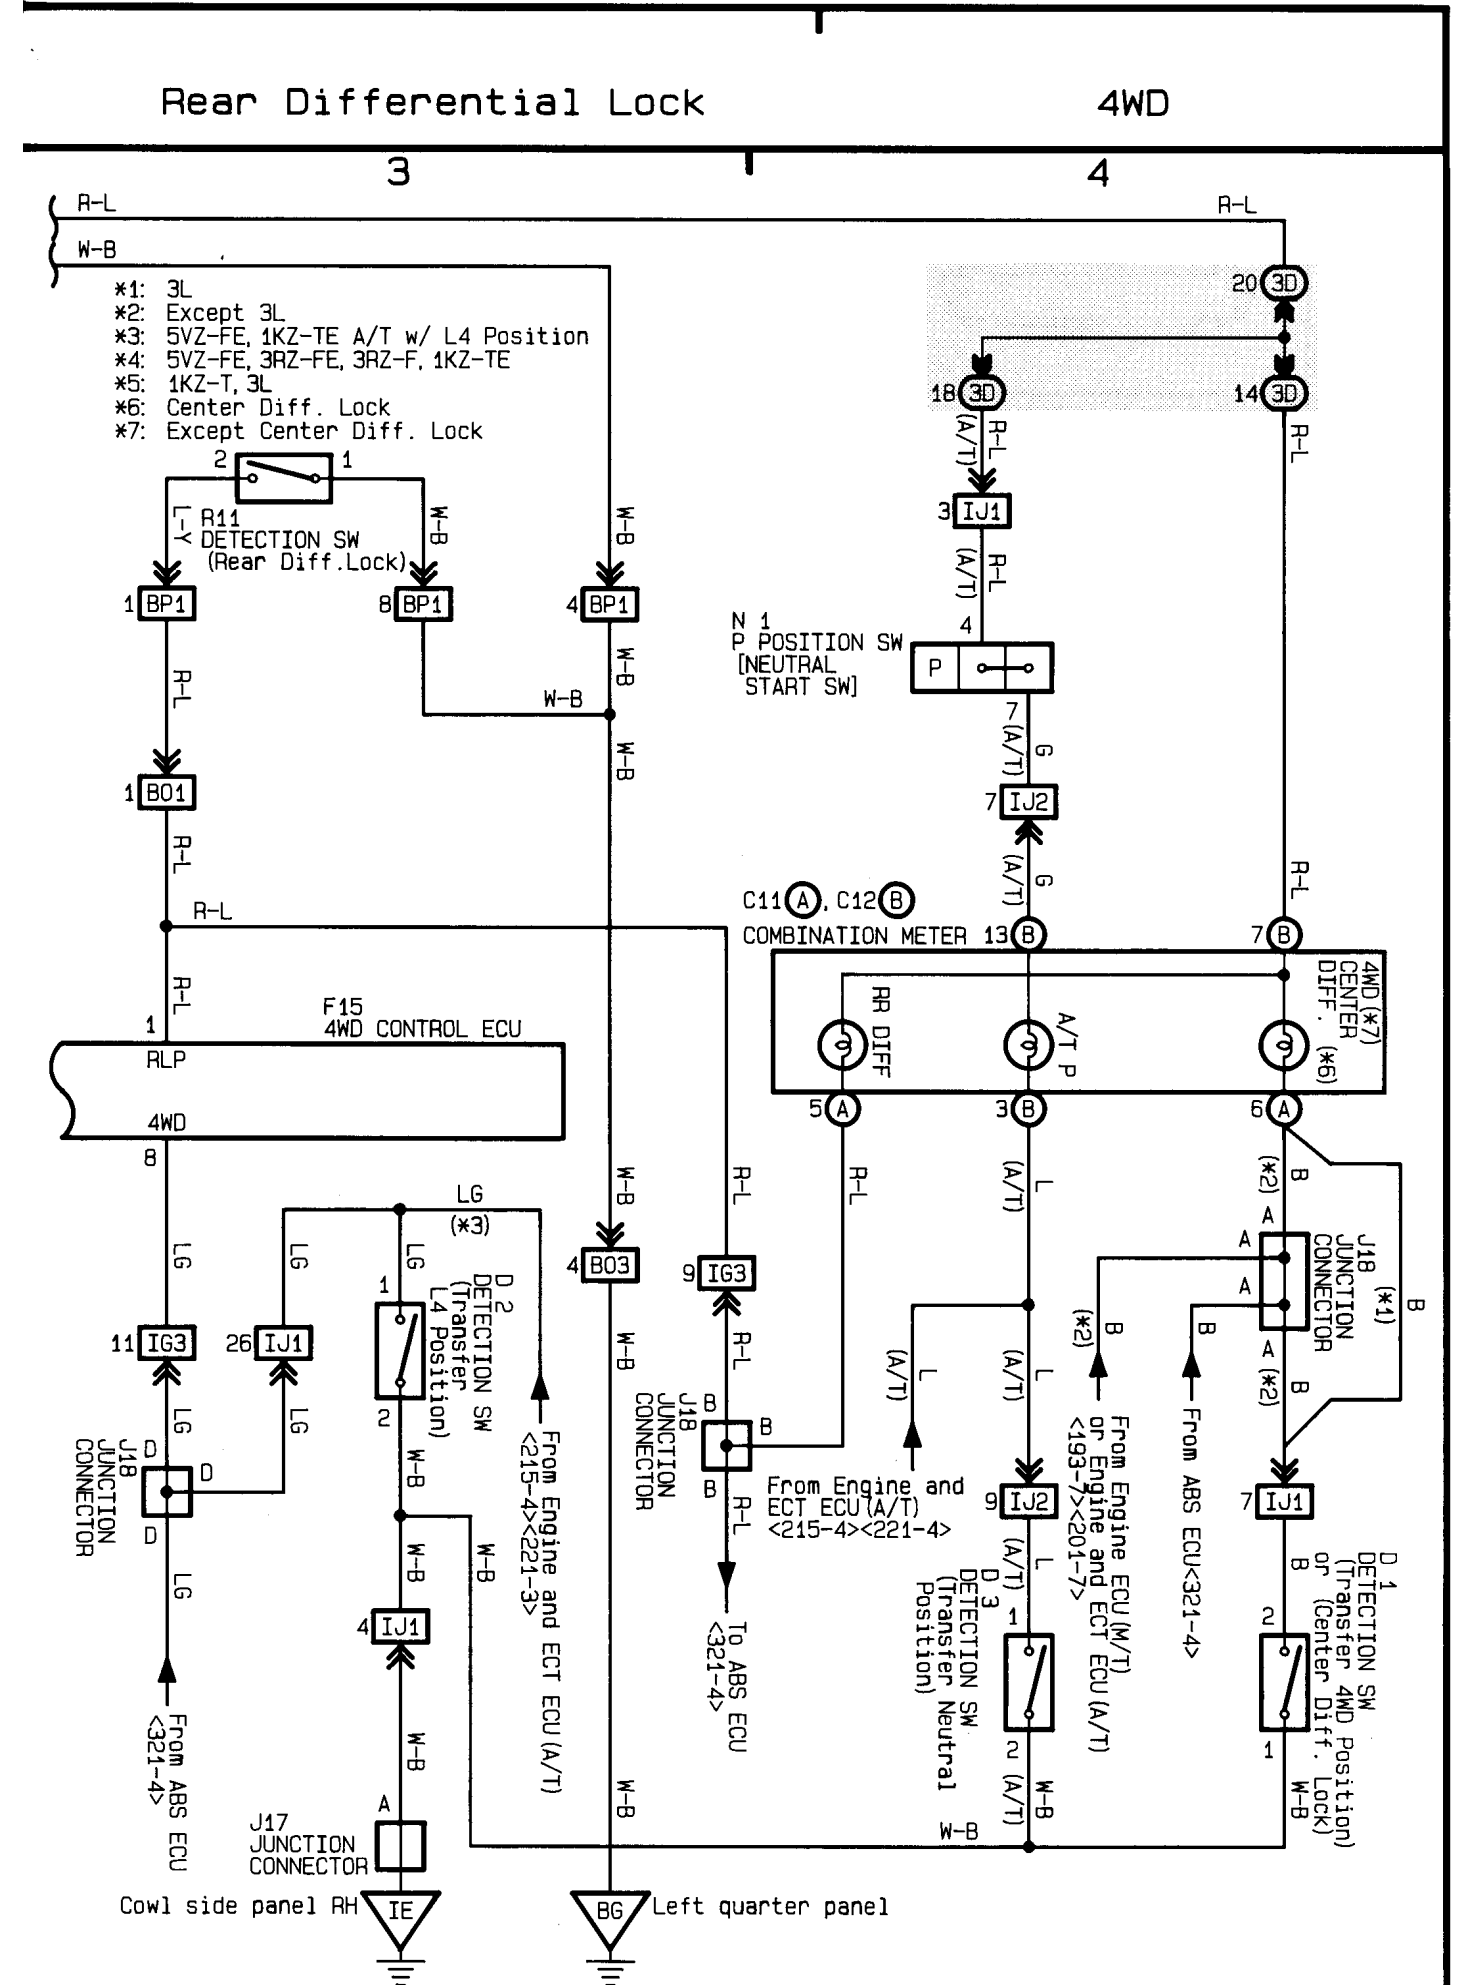 Rear Differential Lock 4WD
3 4
R-L R-L
W-B
*1: 3L
*2: Except 3L
*3: 5VZ-FE, 1KZ-TE A/T w/ L4 Position
*4: 5VZ-FE, 3RZ-FE, 3RZ-F, 1KZ-TE
*5: 1KZ-T, 3L
*6: Center Diff. Lock
*7: Except Center Diff. Lock
20 3D
18 3D
14 3D
R-L
(A/T)
R-L
3 IJ1
R-L
(A/T)
2 1
L-Y
R11
DETECTION SW
(Rear Diff.Lock)
W-B
W-B
1 BP1
8 BP1
4 BP1
R-L
W-B
W-B
W-B
1 BO1
R-L
R-L
R-L
N 1
P POSITION SW
[NEUTRAL
START SW]
4
P
7
(A/T)
G
7 IJ2
(A/T)
G
R-L
C11 A, C12 B
COMBINATION METER
13 B
7 B
RR DIFF
A/T P
4WD (*7)
CENTER
DIFF. (*6)
5 A
3 B
6 A
1
F15
4WD CONTROL ECU
RLP
4WD
8
LG
LG
LG
(*3)
LG
11 IG3
26 IJ1
LG
LG
1
D 2
DETECTION SW
(Transfer
L4 Position)
2
W-B
W-B
W-B
4 IJ1
W-B
J18
JUNCTION
CONNECTOR
D
D
D
LG
From ABS ECU
<321-4>
From Engine and ECT ECU (A/T)
<215-4><221-3>
A
J17
JUNCTION
CONNECTOR
Cowl side panel RH
IE
W-B
4 BO3
W-B
W-B
BG
Left quarter panel
R-L
9 IG3
R-L
J18
JUNCTION
CONNECTOR
B
B
B
R-L
To ABS ECU
<321-4>
R-L
(A/T)
L
(A/T)
L
(A/T)
L
From Engine and
ECT ECU (A/T)
<215-4><221-4>
9 IJ2
(A/T)
L
D 3
DETECTION SW
(Transfer Neutral
Position)
1
2
(A/T)
W-B
W-B
(*2)
B
A
A
A
A
J18
JUNCTION
CONNECTOR
(*1)
B
(*2)
B
B
(*2)
B
From Engine ECU (M/T)
or Engine and ECT ECU (A/T)
<193-7><201-7>
From ABS ECU<321-4>
7 IJ1
B
D 1
DETECTION SW
(Transfer 4WD Position)
or (Center Diff. Lock)
2
1
W-B